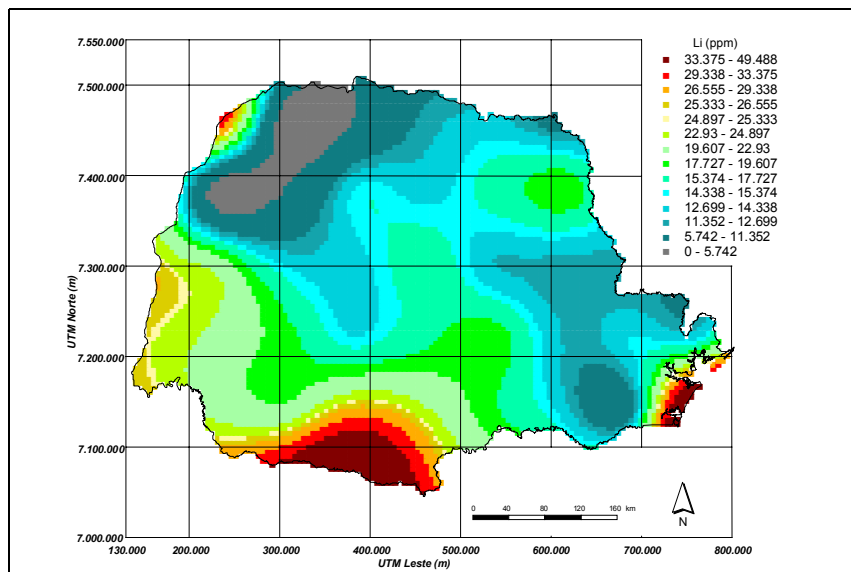 7.550.000
7.500.000
7.400.000
7.300.000
7.200.000
7.100.000
7.000.000
UTM Norte (m)
130.000 200.000 300.000 400.000 500.000 600.000 700.000 800.000
UTM Leste (m)
Li (ppm)
33.375 - 49.488
29.338 - 33.375
26.555 - 29.338
25.333 - 26.555
24.897 - 25.333
22.93 - 24.897
19.607 - 22.93
17.727 - 19.607
15.374 - 17.727
14.338 - 15.374
12.699 - 14.338
11.352 - 12.699
5.742 - 11.352
0 - 5.742
0 40 80 120 160 km
N